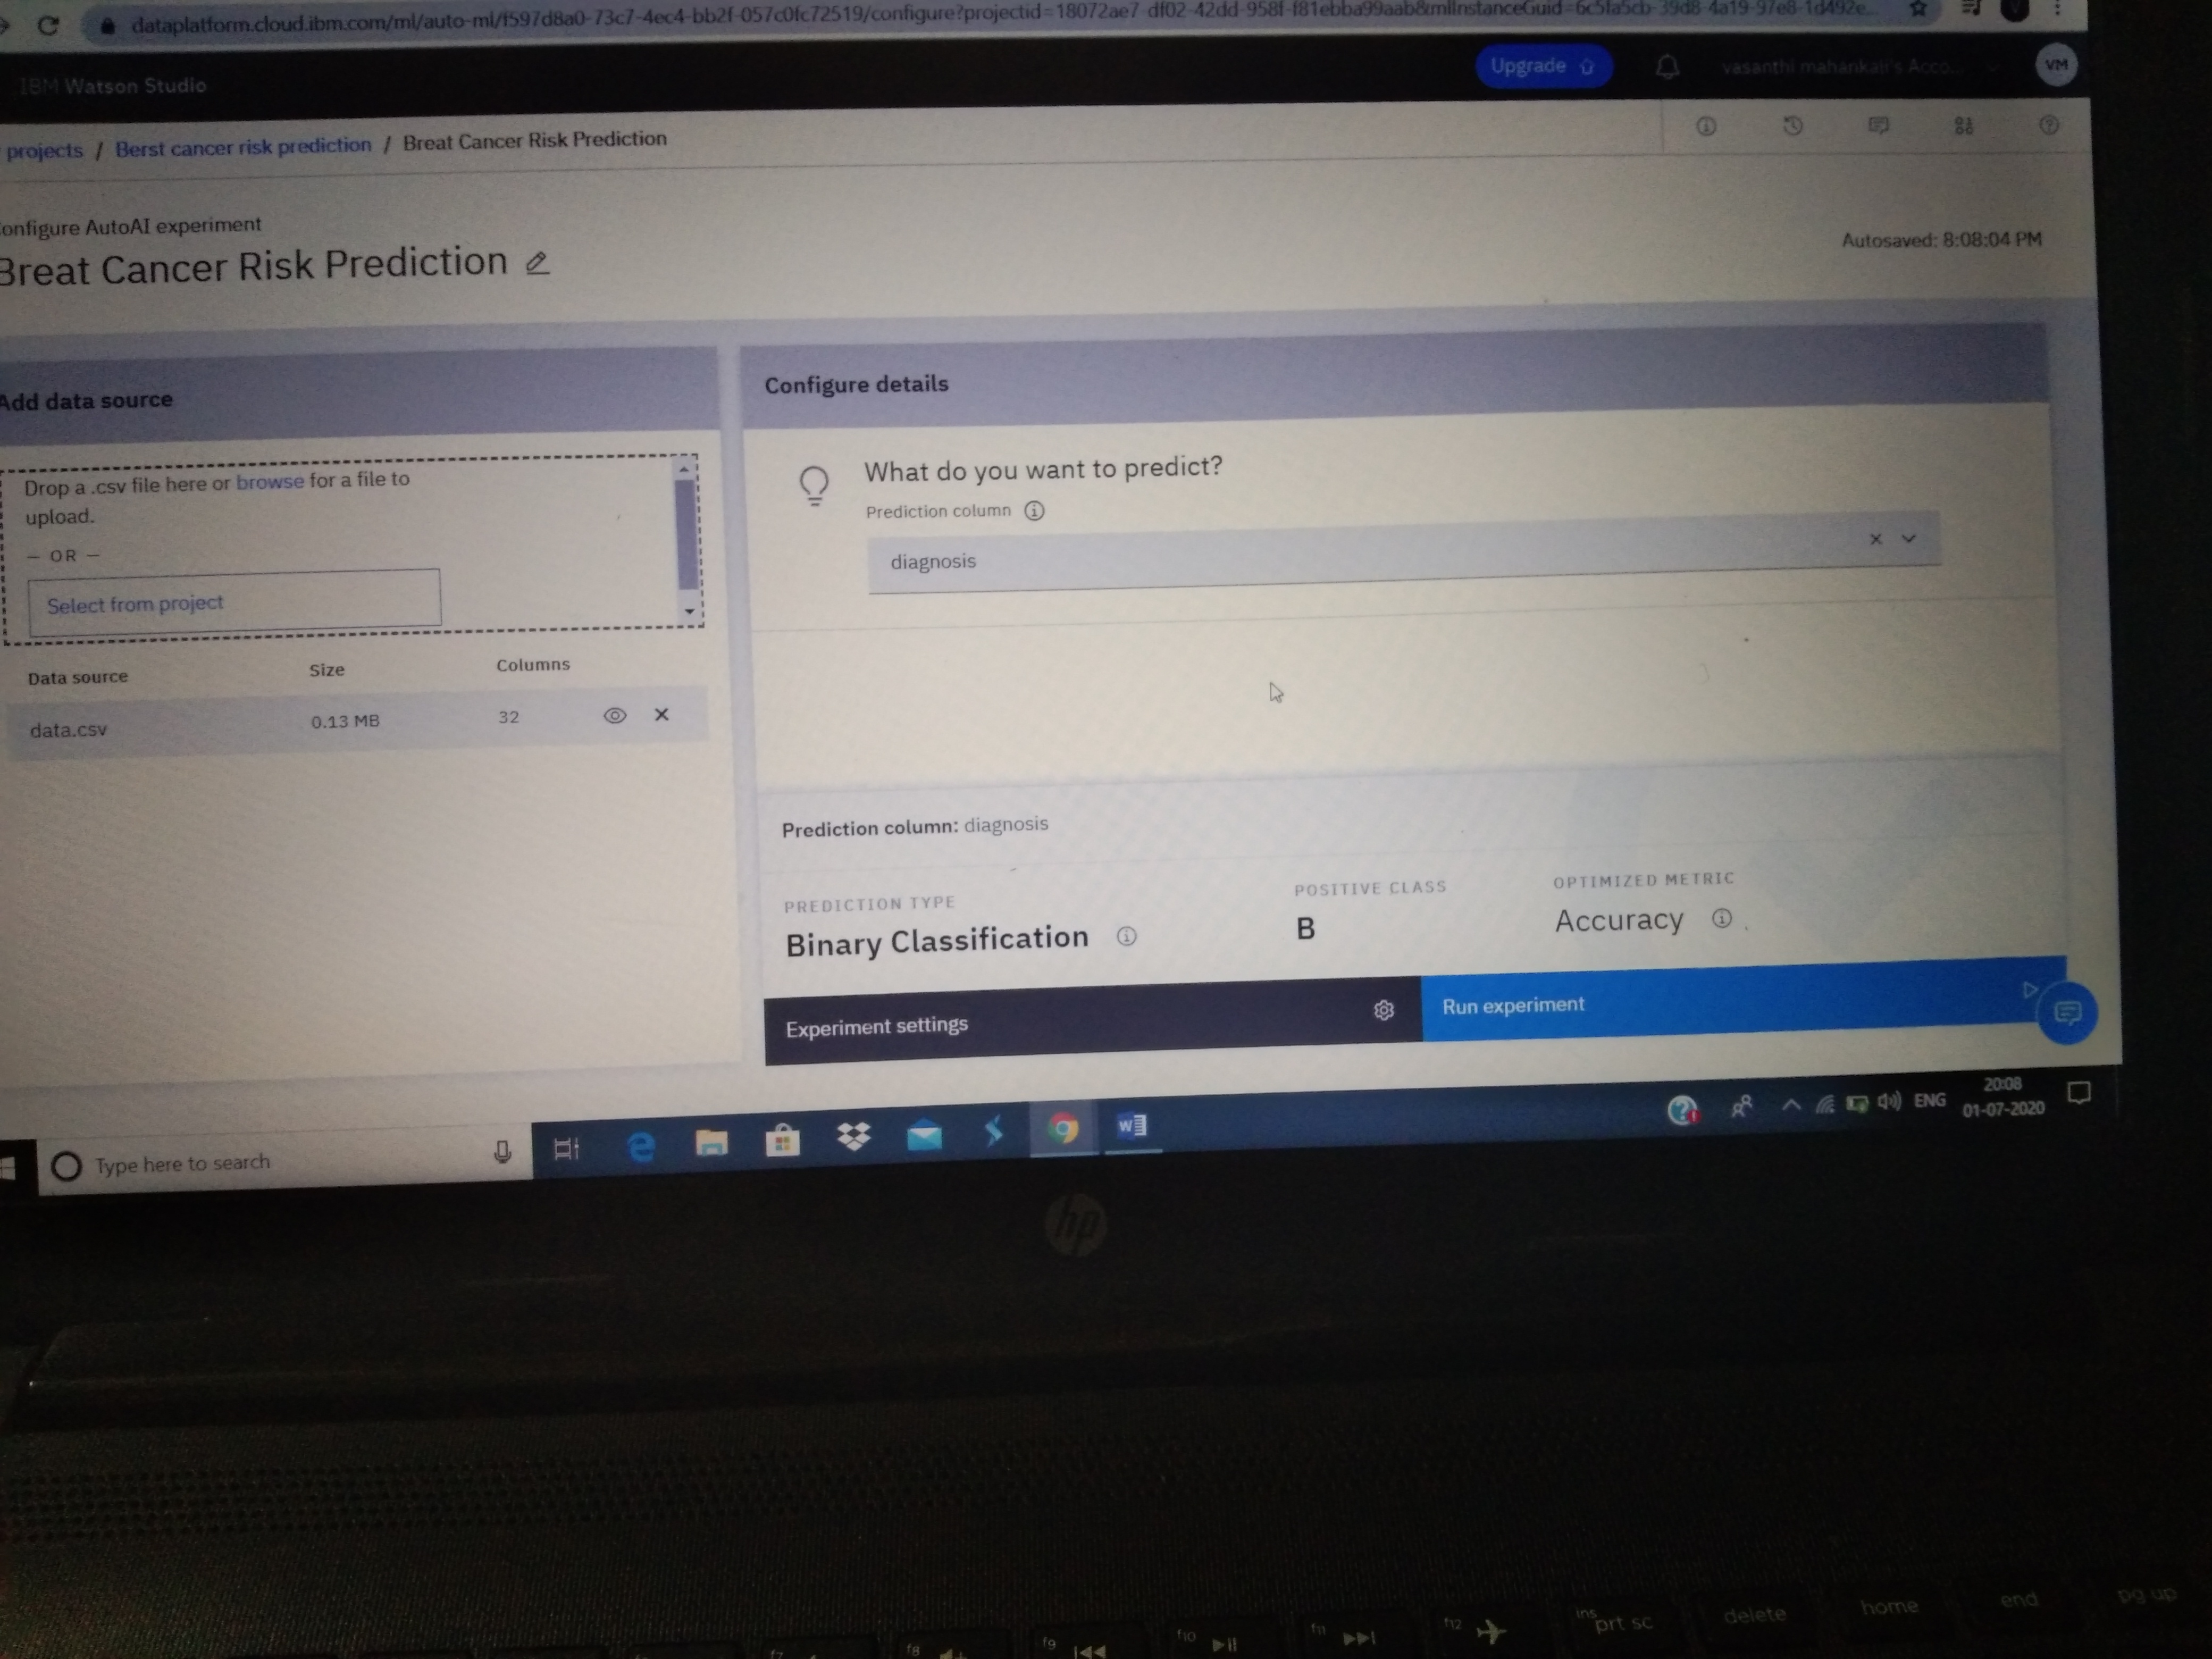 dataplatform.cloud.ibm.com/ml/auto-ml/f597d8a0-73c7-4ec4-bb2f-057c0fc72519/configure?projectid=18072ae7-df02-42dd-958f-f81ebba99aab&mlInstanceGuid=6c5fa5cb-39d8-4a19-97e8-1d492e...
IBM Watson Studio
Upgrade
vasanthi mahankali's Acco...
VM
projects / Berst cancer risk prediction / Breat Cancer Risk Prediction
onfigure AutoAI experiment
Breat Cancer Risk Prediction
Autosaved: 8:08:04 PM
Add data source
Configure details
Drop a .csv file here or browse for a file to
upload.
— OR —
Select from project
Data source Size Columns
data.csv 0.13 MB 32
What do you want to predict?
Prediction column
diagnosis
Prediction column: diagnosis
PREDICTION TYPE POSITIVE CLASS OPTIMIZED METRIC
Binary Classification B Accuracy
Experiment settings
Run experiment
Type here to search
W
ENG
20:08
01-07-2020
hp
f8
f9
f10
f11
f12
ins
prt sc
delete
home
end
pg up